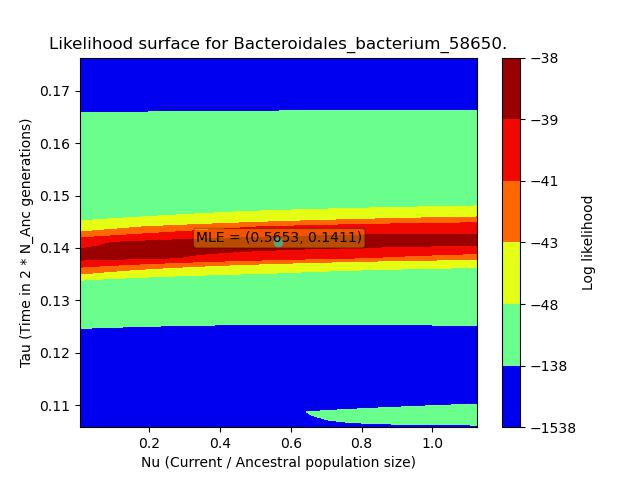 Likelihood surface for Bacteroidales_bacterium_58650.
0.17
0.16
0.15
0.14
0.13
0.12
0.11
Tau (Time in 2 * N_Anc generations)
MLE = (0.5653, 0.1411)
0.2 0.4 0.6 0.8 1.0
Nu (Current / Ancestral population size)
−38
−39
−41
−43
−48
−138
−1538
Log likelihood